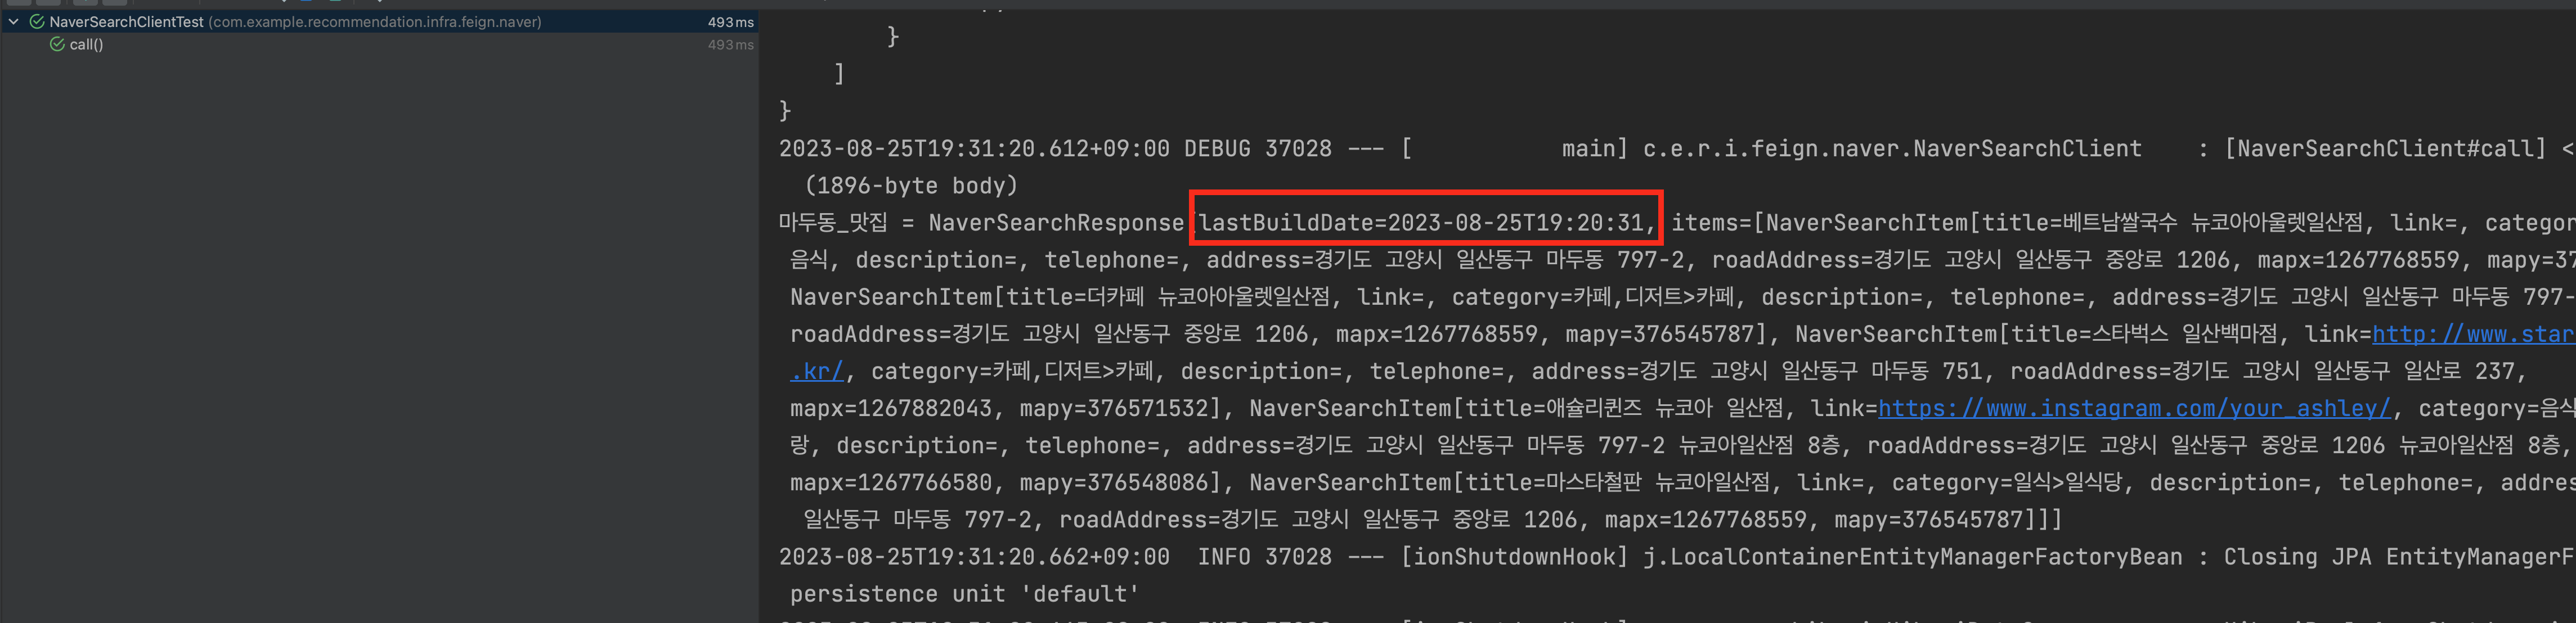 NaverSearchClientTest (com.example.recommendation.infra.feign.naver) 493 ms
call() 493 ms
}
]
}
2023-08-25T19:31:20.612+09:00 DEBUG 37028 --- [           main] c.e.r.i.feign.naver.NaverSearchClient    : [NaverSearchClient#call] <
(1896-byte body)
마두동_맛집 = NaverSearchResponse[lastBuildDate=2023-08-25T19:20:31, items=[NaverSearchItem[title=베트남쌀국수 뉴코아아울렛일산점, link=, categor
음식, description=, telephone=, address=경기도 고양시 일산동구 마두동 797-2, roadAddress=경기도 고양시 일산동구 중앙로 1206, mapx=1267768559, mapy=37
NaverSearchItem[title=더카페 뉴코아아울렛일산점, link=, category=카페,디저트>카페, description=, telephone=, address=경기도 고양시 일산동구 마두동 797-
roadAddress=경기도 고양시 일산동구 중앙로 1206, mapx=1267768559, mapy=376545787], NaverSearchItem[title=스타벅스 일산백마점, link=http://www.star
.kr/, category=카페,디저트>카페, description=, telephone=, address=경기도 고양시 일산동구 마두동 751, roadAddress=경기도 고양시 일산동구 일산로 237,
mapx=1267882043, mapy=376571532], NaverSearchItem[title=애슐리퀸즈 뉴코아 일산점, link=https://www.instagram.com/your_ashley/, category=음식
랑, description=, telephone=, address=경기도 고양시 일산동구 마두동 797-2 뉴코아일산점 8층, roadAddress=경기도 고양시 일산동구 중앙로 1206 뉴코아일산점 8층,
mapx=1267766580, mapy=376548086], NaverSearchItem[title=마스타철판 뉴코아일산점, link=, category=일식>일식당, description=, telephone=, addres
일산동구 마두동 797-2, roadAddress=경기도 고양시 일산동구 중앙로 1206, mapx=1267768559, mapy=376545787]]]
2023-08-25T19:31:20.662+09:00  INFO 37028 --- [ionShutdownHook] j.LocalContainerEntityManagerFactoryBean : Closing JPA EntityManagerF
persistence unit 'default'